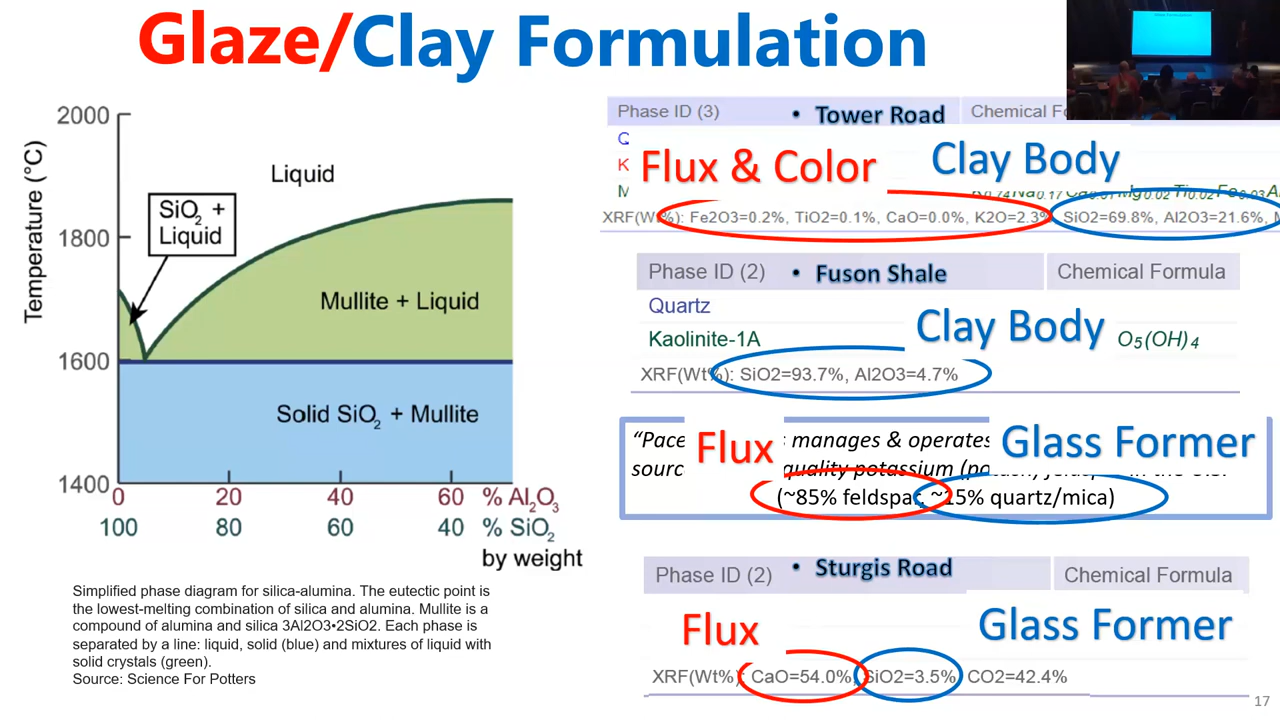 Glaze/Clay Formulation
2000
1800
1600
1400
Temperature (°C)
Liquid
SiO2 +
Liquid
Mullite + Liquid
Solid SiO2 + Mullite
0 20 40 60 % Al2O3
100 80 60 40 % SiO2
by weight
Simplified phase diagram for silica-alumina. The eutectic point is
the lowest-melting combination of silica and alumina. Mullite is a
compound of alumina and silica 3Al2O3•2SiO2. Each phase is
separated by a line: liquid, solid (blue) and mixtures of liquid with
solid crystals (green).
Source: Science For Potters
Phase ID (3) • Tower Road Chemical
Flux & Color Clay Body
XRF(Wt%): Fe2O3=0.2%, TiO2=0.1%, CaO=0.0%, K2O=2.3% SiO2=69.8%, Al2O3=21.6%,
Phase ID (2) • Fuson Shale Chemical Formula
Quartz
Kaolinite-1A Clay Body O5(OH)4
XRF(Wt%): SiO2=93.7%, Al2O3=4.7%
Flux manages & operates Glass Former
quality potassium
(~85% feldspar, ~15% quartz/mica)
Phase ID (2) • Sturgis Road Chemical Formula
Flux Glass Former
XRF(Wt%): CaO=54.0%, SiO2=3.5%, CO2=42.4%
17